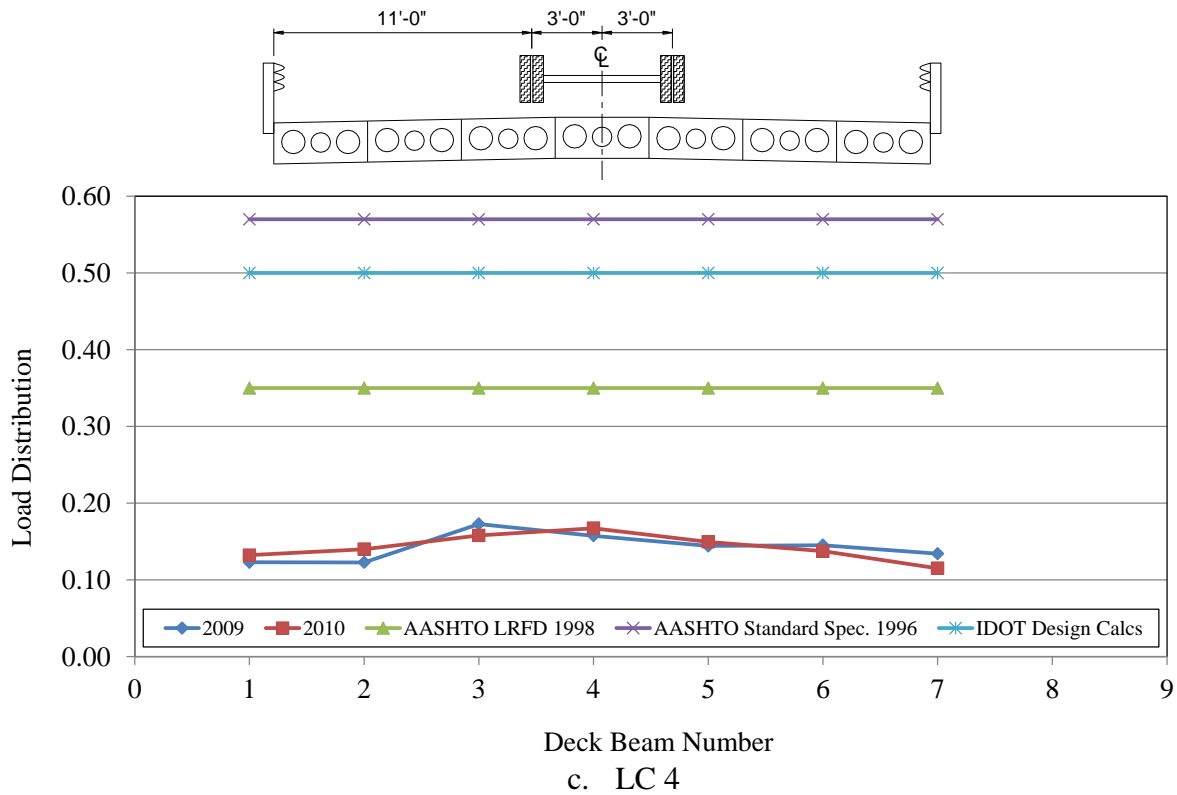 11'-0" 3'-0" 3'-0"
℄
0.60
0.50
0.40
0.30
0.20
0.10
0.00
Load Distribution
2009 2010 AASHTO LRFD 1998 AASHTO Standard Spec. 1996 IDOT Design Calcs
0 1 2 3 4 5 6 7 8 9
Deck Beam Number
c. LC 4